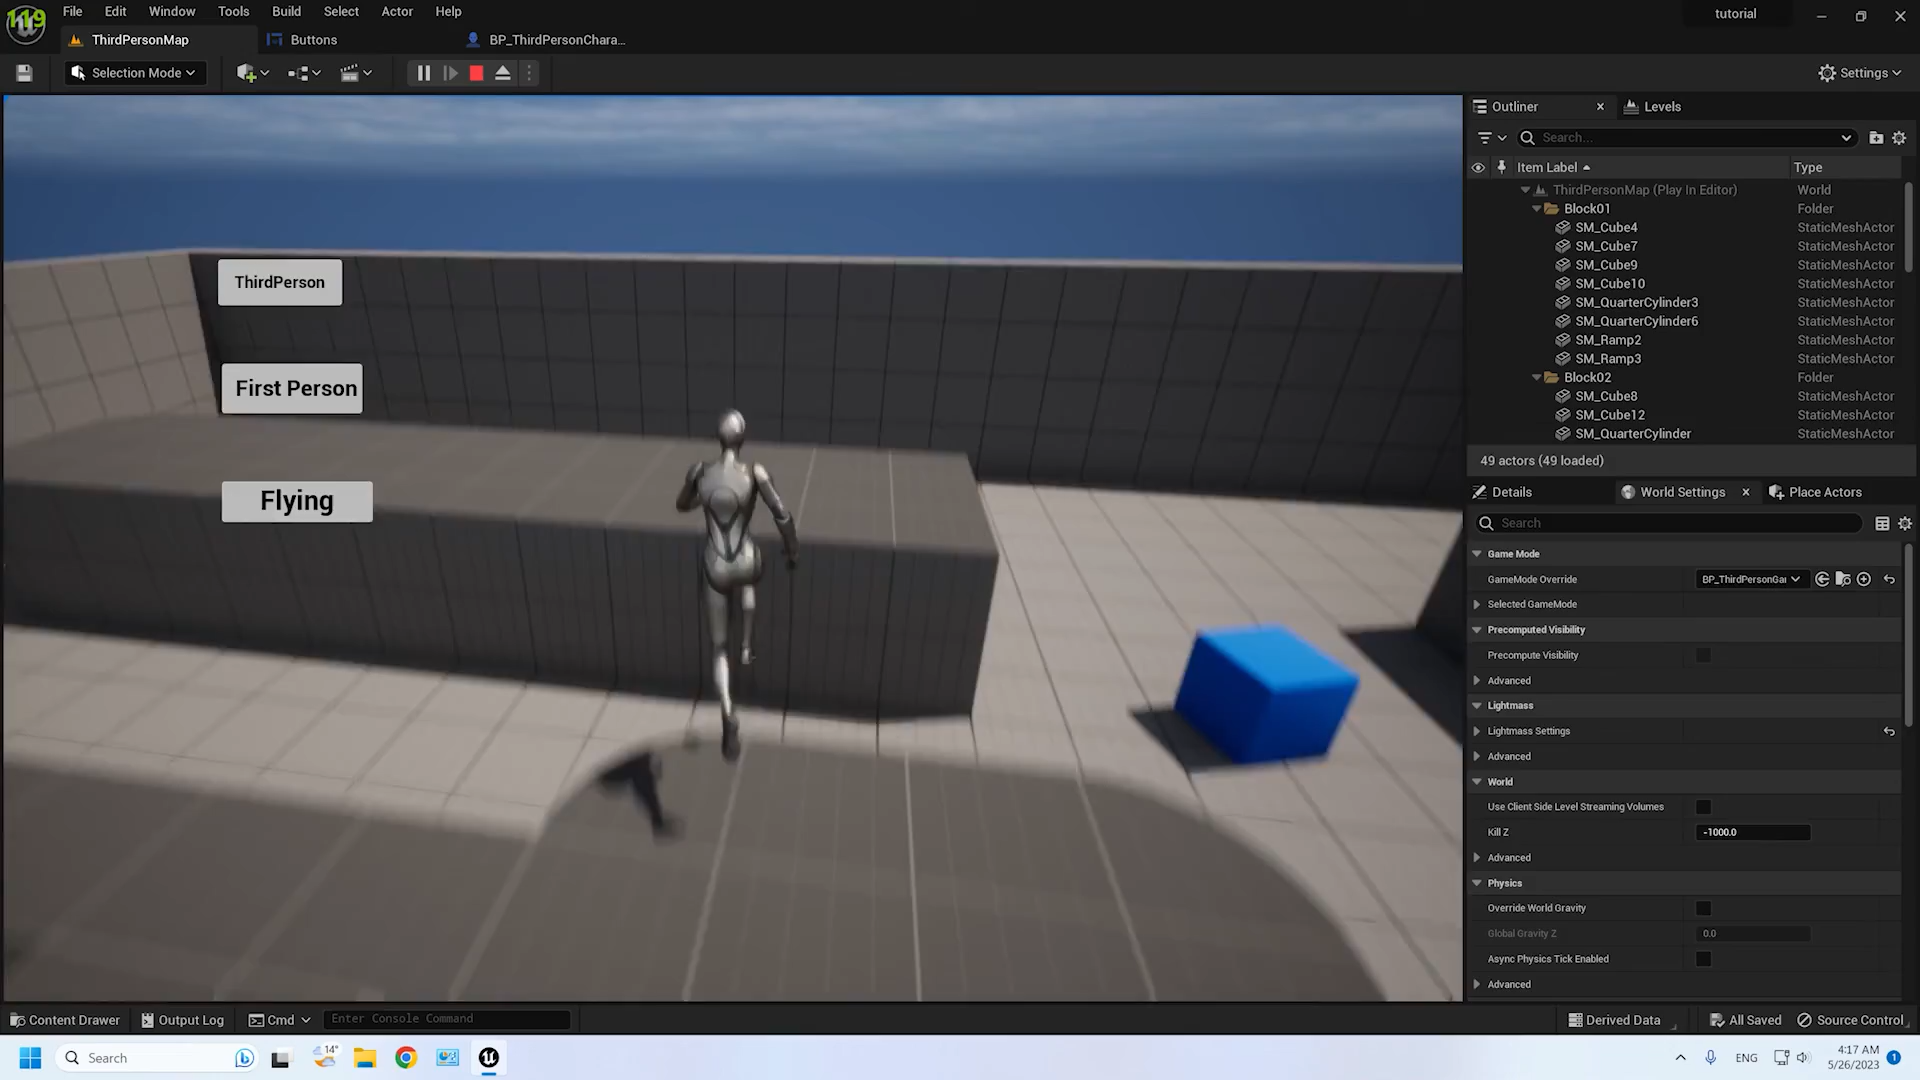 File Edit Window Tools Build Select Actor Help
tutorial
ThirdPersonMap
Buttons
BP_ThirdPersonChara...
Selection Mode
Settings
ThirdPerson
First Person
Flying
Outliner
Levels
Search...
Item Label
Type
ThirdPersonMap (Play In Editor) World
Block01 Folder
SM_Cube4 StaticMeshActor
SM_Cube7 StaticMeshActor
SM_Cube9 StaticMeshActor
SM_Cube10 StaticMeshActor
SM_QuarterCylinder3 StaticMeshActor
SM_QuarterCylinder6 StaticMeshActor
SM_Ramp2 StaticMeshActor
SM_Ramp3 StaticMeshActor
Block02 Folder
SM_Cube8 StaticMeshActor
SM_Cube12 StaticMeshActor
SM_QuarterCylinder StaticMeshActor
49 actors (49 loaded)
Details
World Settings
Place Actors
Search
Game Mode
GameMode Override BP_ThirdPersonGa
Selected GameMode
Precomputed Visibility
Precompute Visibility
Advanced
Lightmass
Lightmass Settings
Advanced
World
Use Client Side Level Streaming Volumes
Kill Z -1000.0
Advanced
Physics
Override World Gravity
Global Gravity Z 0.0
Async Physics Tick Enabled
Advanced
Content Drawer
Output Log
Cmd
Enter Console Command
Derived Data
All Saved
Source Control
Search
14°
ENG
4:17 AM
5/26/2023
1